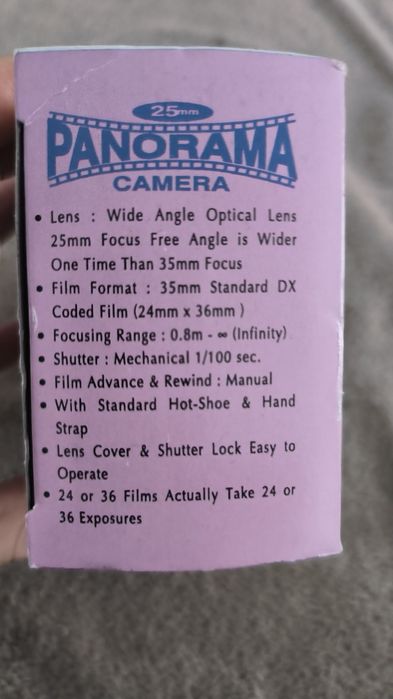 25mm
PANORAMA
CAMERA
• Lens : Wide Angle Optical Lens
25mm Focus Free Angle is Wider
One Time Than 35mm Focus
• Film Format : 35mm Standard DX
Coded Film (24mm x 36mm )
• Focusing Range : 0.8m - ∞ (Infinity)
• Shutter : Mechanical 1/100 sec.
• Film Advance & Rewind : Manual
• With Standard Hot-Shoe & Hand
Strap
• Lens Cover & Shutter Lock Easy to
Operate
• 24 or 36 Films Actually Take 24 or
36 Exposures